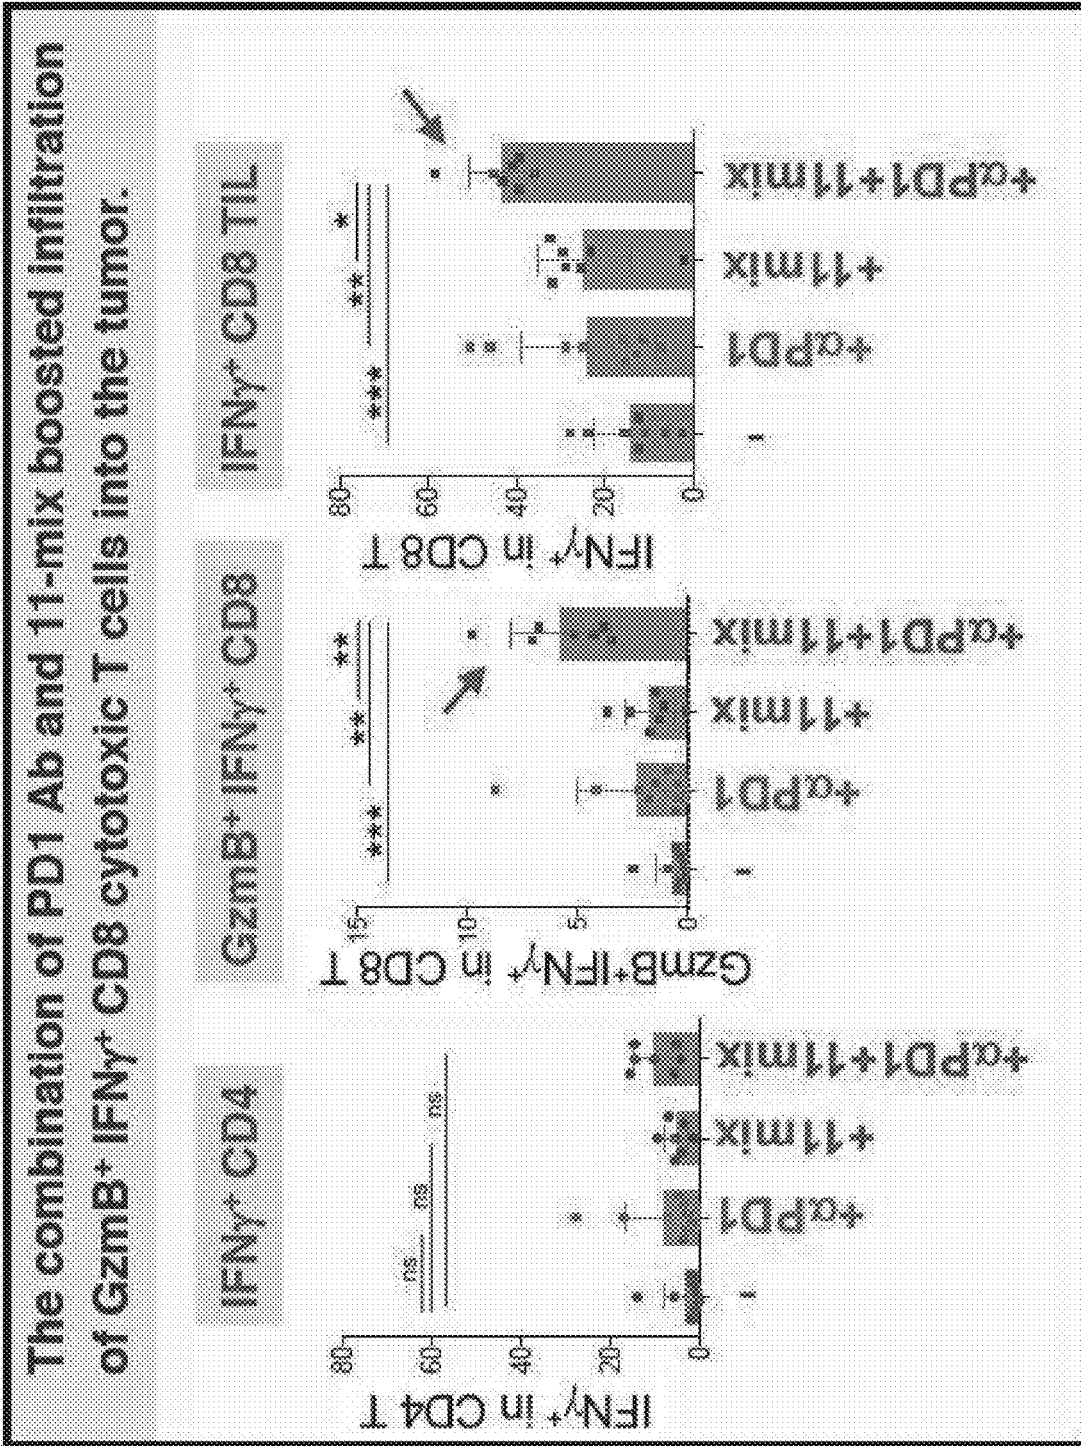 The combination of PD1 Ab and 11-mix boosted infiltration
of GzmB⁺ IFNγ⁺ CD8 cytotoxic T cells into the tumor.
IFNγ⁺ CD4
IFNγ⁺ in CD4 T
80
60
40
20
0
ns
ns
ns
-
+αPD1
+11mix
+αPD1+11mix
GzmB⁺ IFNγ⁺ CD8
GzmB⁺IFNγ⁺ in CD8 T
15
10
5
0
***
**
**
-
+αPD1
+11mix
+αPD1+11mix
IFNγ⁺ CD8 TIL
IFNγ⁺ in CD8 T
80
60
40
20
0
***
**
*
-
+αPD1
+11mix
+αPD1+11mix